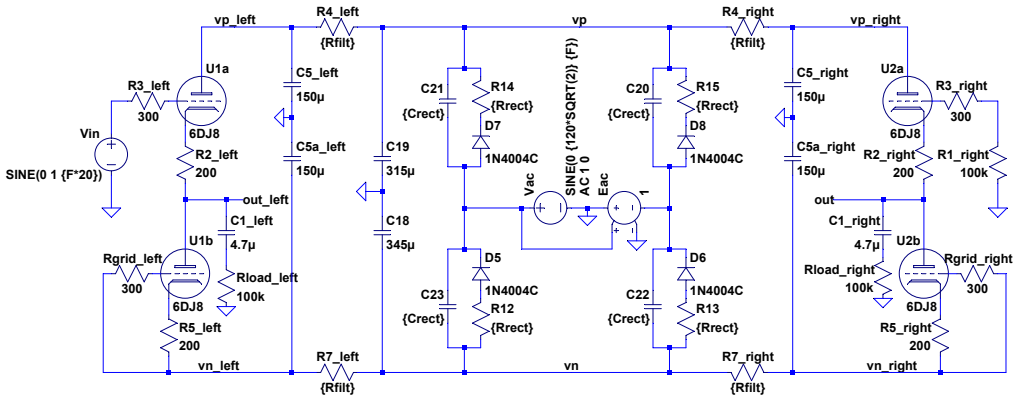 vp_left
R4_left
{Rfilt}
vp
R4_right
{Rfilt}
vp_right
U1a
6DJ8
R3_left
300
Vin
SINE(0 1 {F*20})
R2_left
200
C5_left
150µ
C5a_left
150µ
C19
315µ
C18
345µ
C21
{Crect}
R14
{Rrect}
D7
1N4004C
C20
{Crect}
R15
{Rrect}
D8
1N4004C
Vac
SINE(0 {120*SQRT(2)} {F})
AC 1 0
Eac
1
C5_right
150µ
C5a_right
150µ
U2a
6DJ8
R3_right
300
R2_right
200
R1_right
100k
out_left
C1_left
4.7µ
Rload_left
100k
U1b
6DJ8
Rgrid_left
300
R5_left
200
C23
{Crect}
D5
1N4004C
R12
{Rrect}
C22
{Crect}
D6
1N4004C
R13
{Rrect}
out
C1_right
4.7µ
Rload_right
100k
U2b
6DJ8
Rgrid_right
300
R5_right
200
vn_left
R7_left
{Rfilt}
vn
R7_right
{Rfilt}
vn_right